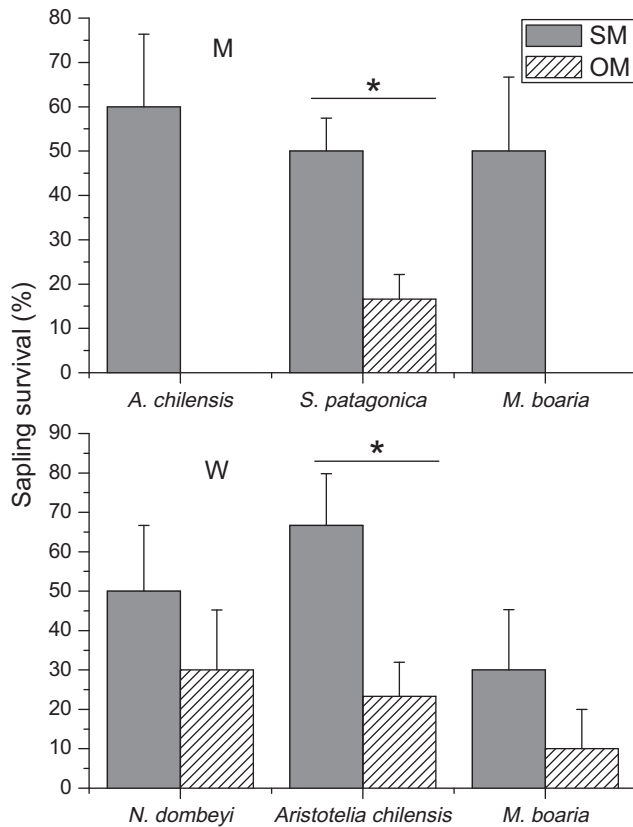 Sapling survival (%)
80
70
60
50
40
30
20
10
0
M
*
SM
OM
A. chilensis
S. patagonica
M. boaria
90
80
70
60
50
40
30
20
10
0
W
*
N. dombeyi
Aristotelia chilensis
M. boaria